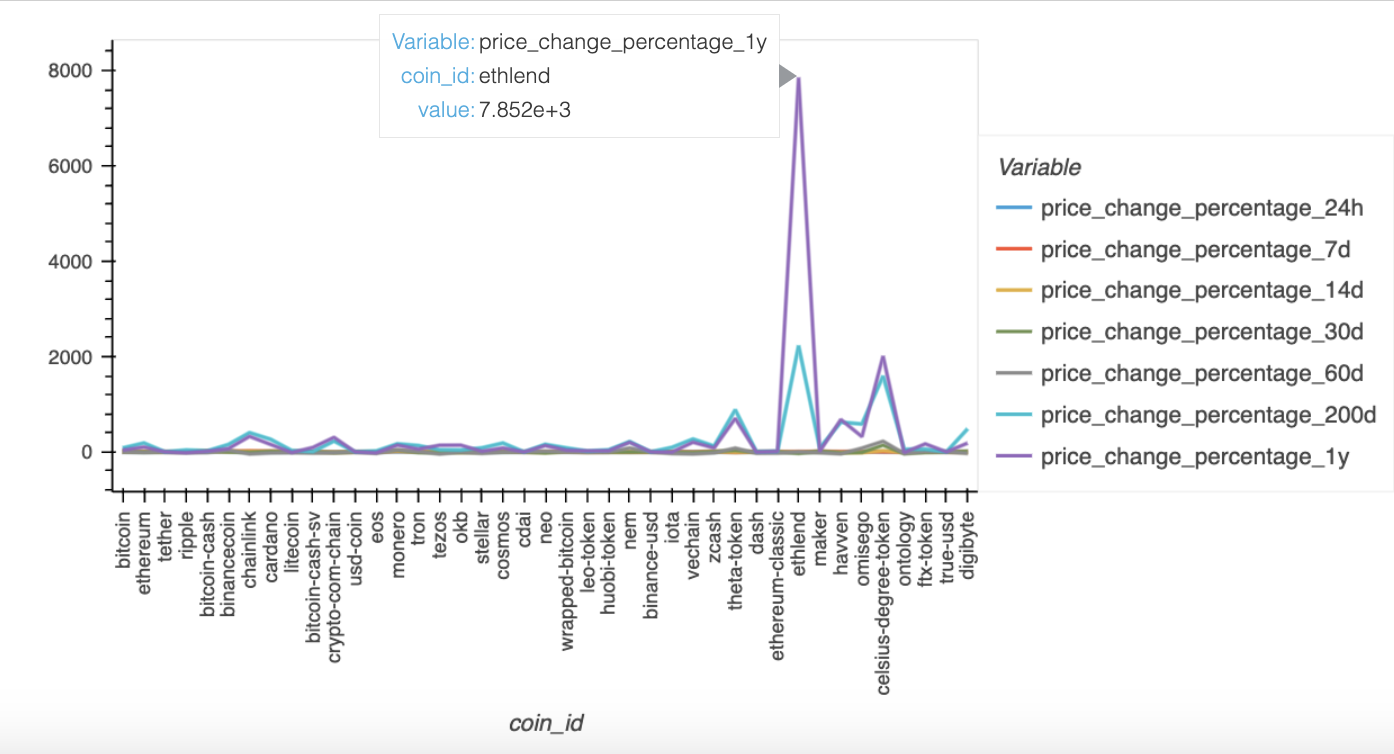 Variable: price_change_percentage_1y
coin_id: ethlend
value: 7.852e+3
8000
6000
4000
2000
0
Variable
price_change_percentage_24h
price_change_percentage_7d
price_change_percentage_14d
price_change_percentage_30d
price_change_percentage_60d
price_change_percentage_200d
price_change_percentage_1y
bitcoin
ethereum
tether
ripple
bitcoin-cash
binancecoin
chainlink
cardano
litecoin
bitcoin-cash-sv
crypto-com-chain
usd-coin
eos
monero
tron
tezos
okb
stellar
cosmos
cdai
neo
wrapped-bitcoin
leo-token
huobi-token
nem
binance-usd
iota
vechain
zcash
theta-token
dash
ethereum-classic
ethlend
maker
havven
omisego
celsius-degree-token
ontology
ftx-token
true-usd
digibyte
coin_id